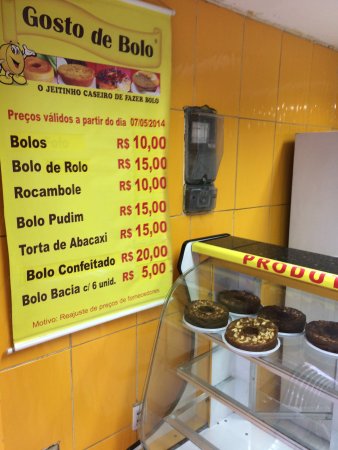 Gosto de Bolo
O JEITINHO CASEIRO DE FAZER BOLO
Preços válidos a partir do dia 07/05/2014
Bolos R$ 10,00
Bolo de Rolo R$ 15,00
Rocambole R$ 10,00
Bolo Pudim R$ 15,00
Torta de Abacaxi R$ 15,00
Bolo Confeitado R$ 20,00
Bolo Bacia c/ 6 unid. R$ 5,00
Motivo: Reajuste de preços de fornecedores
PRODU